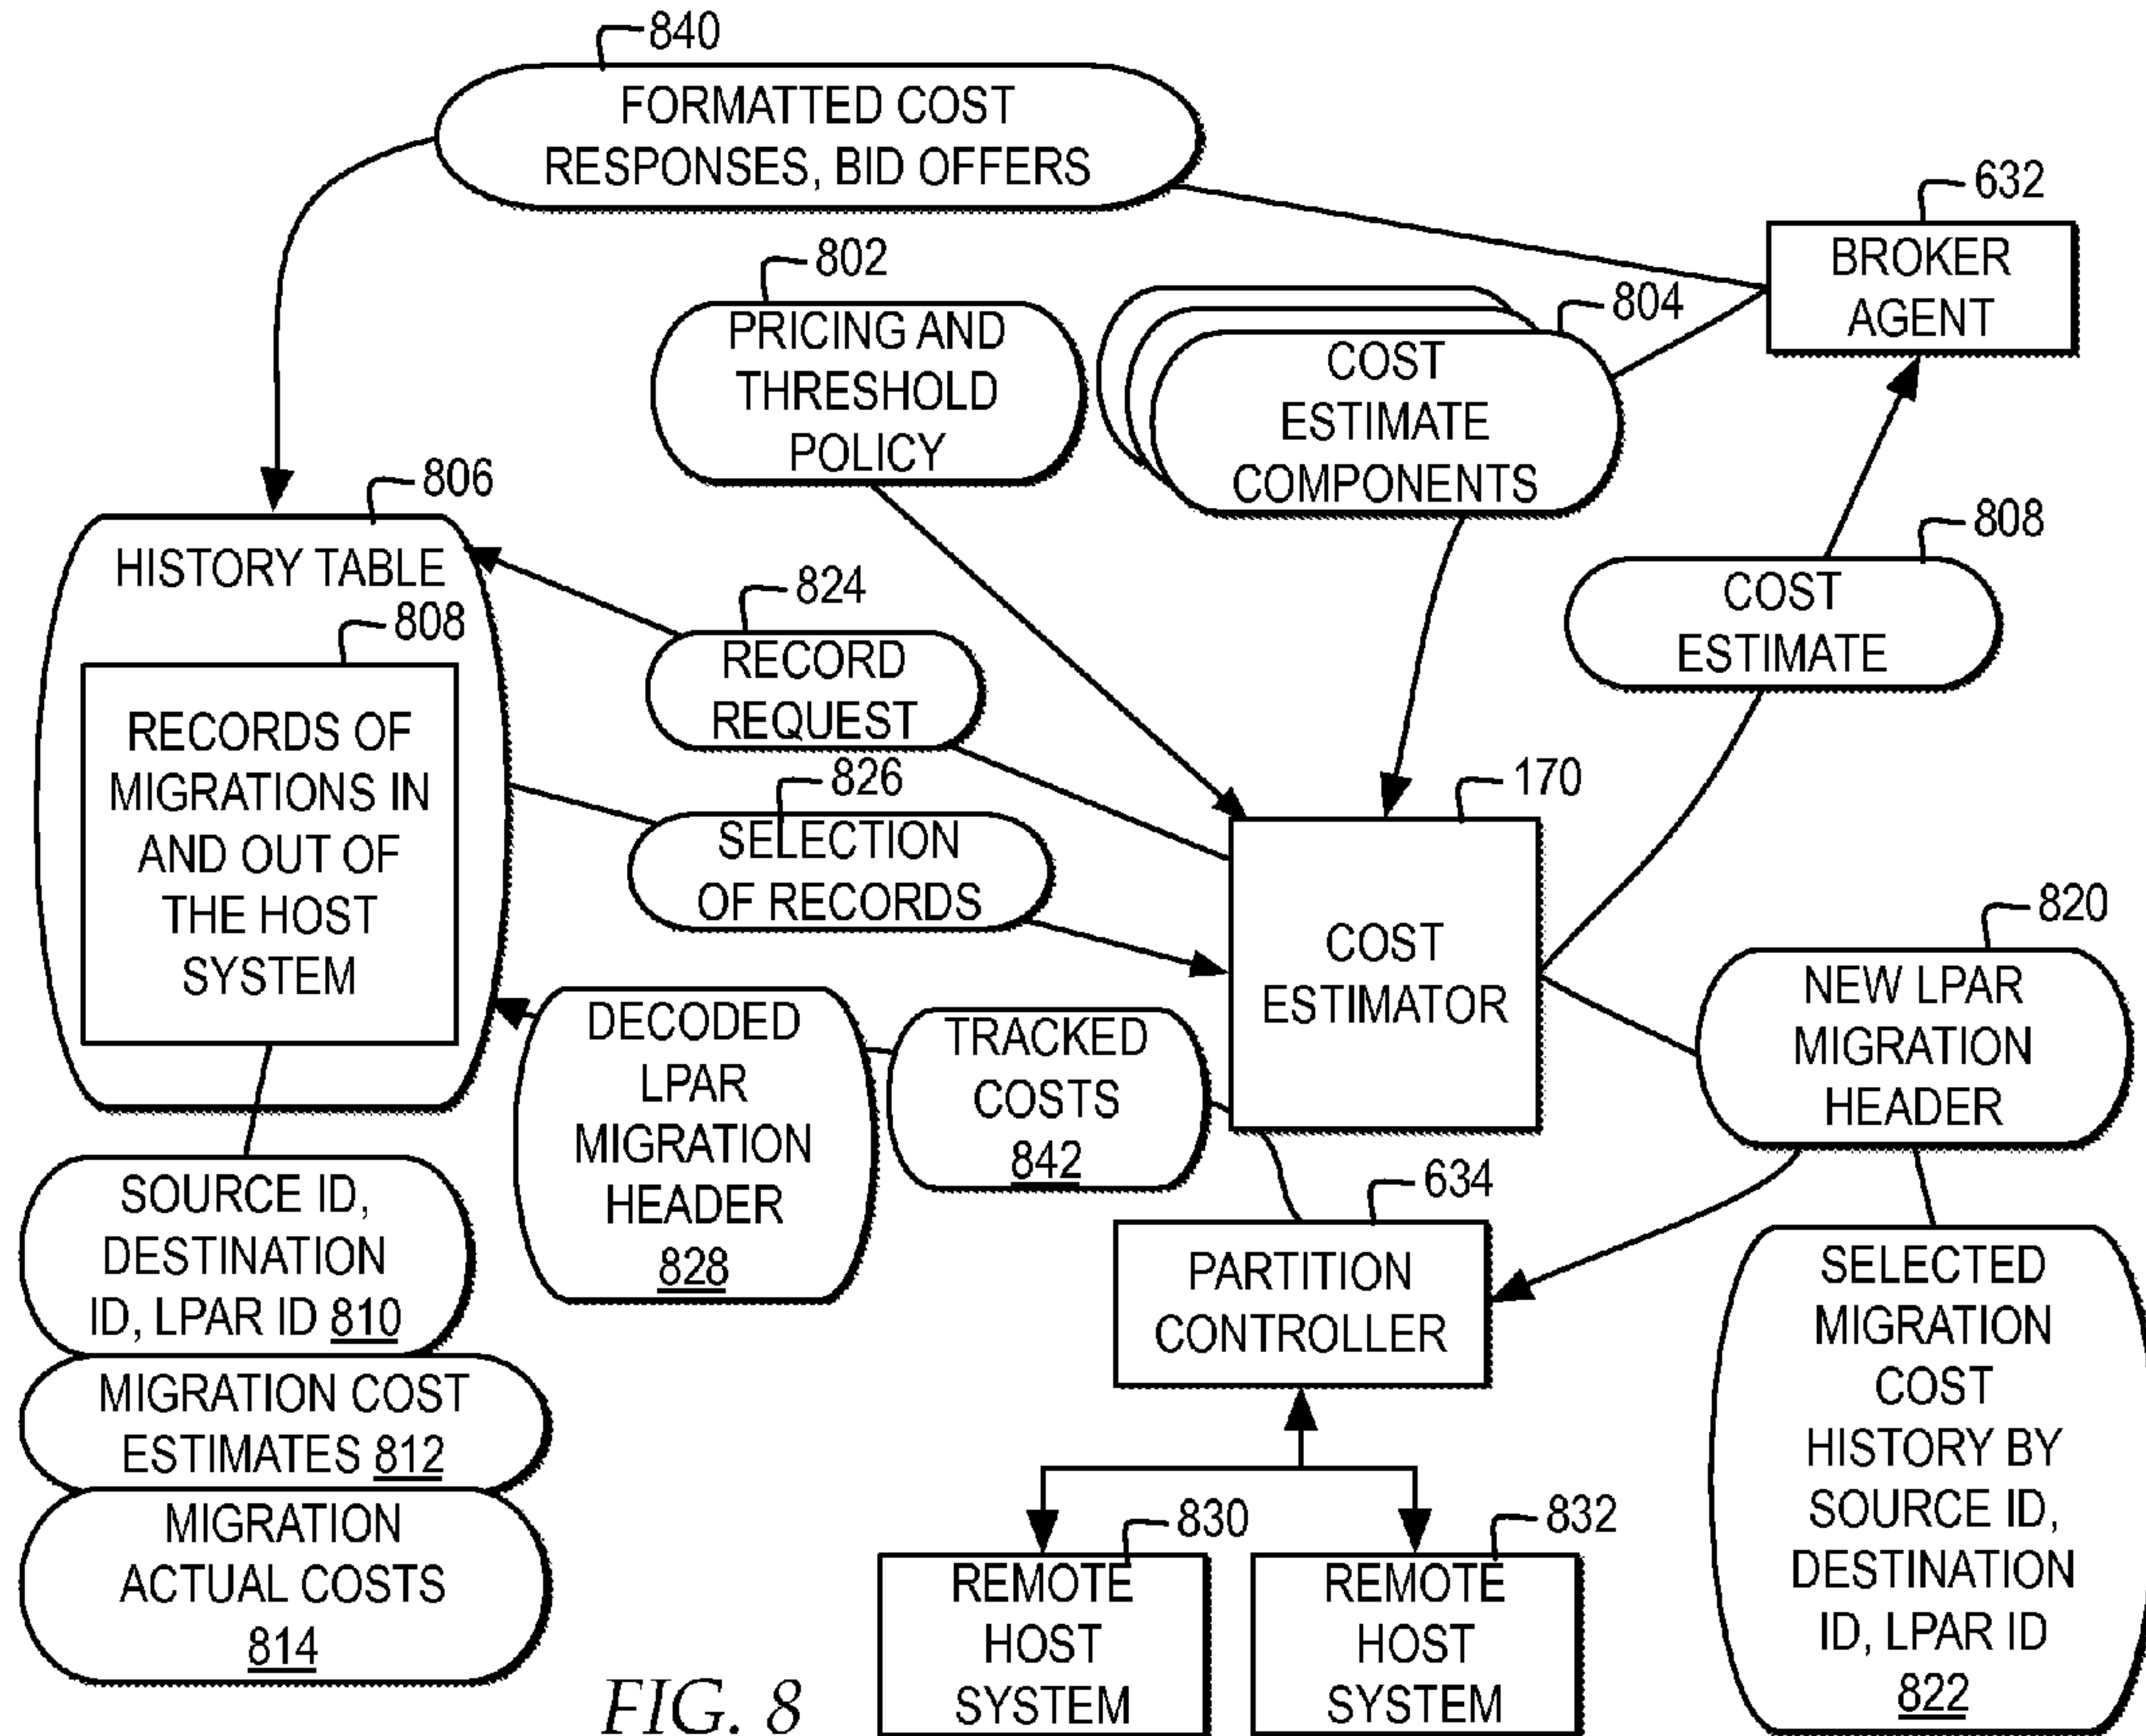 840
FORMATTED COST
RESPONSES, BID OFFERS
632
BROKER
AGENT
802
PRICING AND
THRESHOLD
POLICY
804
COST
ESTIMATE
COMPONENTS
806
HISTORY TABLE
808
RECORDS OF
MIGRATIONS IN
AND OUT OF
THE HOST
SYSTEM
824
RECORD
REQUEST
808
COST
ESTIMATE
826
SELECTION
OF RECORDS
170
COST
ESTIMATOR
820
NEW LPAR
MIGRATION
HEADER
DECODED
LPAR
MIGRATION
HEADER
828
TRACKED
COSTS
842
634
PARTITION
CONTROLLER
SOURCE ID,
DESTINATION
ID, LPAR ID 810
MIGRATION COST
ESTIMATES 812
MIGRATION
ACTUAL COSTS
814
830
REMOTE
HOST
SYSTEM
832
REMOTE
HOST
SYSTEM
SELECTED
MIGRATION
COST
HISTORY BY
SOURCE ID,
DESTINATION
ID, LPAR ID
822
FIG. 8